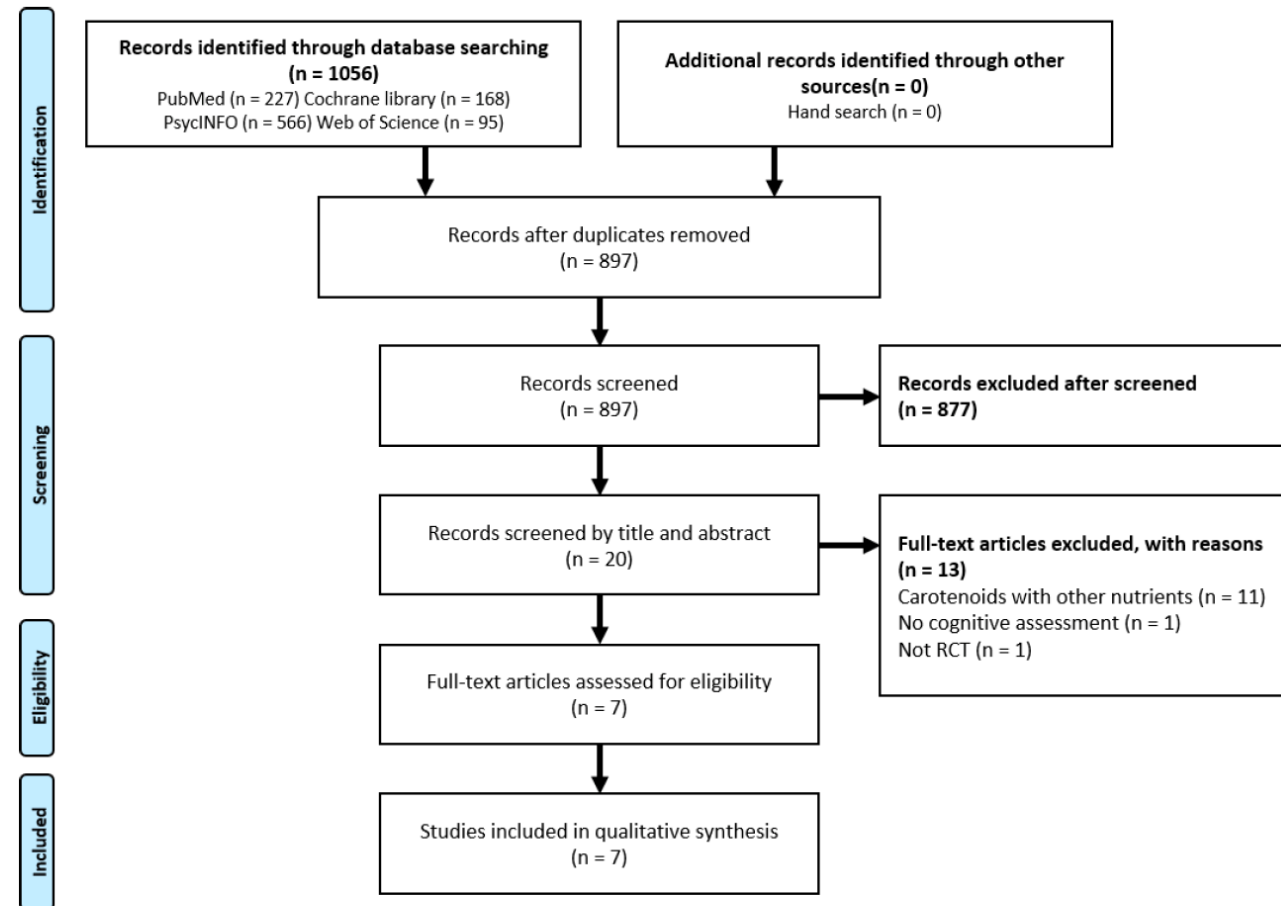 Identification
Records identified through database searching
(n = 1056)
PubMed (n = 227) Cochrane library (n = 168)
PsycINFO (n = 566) Web of Science (n = 95)
Additional records identified through other
sources(n = 0)
Hand search (n = 0)
Records after duplicates removed
(n = 897)
Screening
Records screened
(n = 897)
Records excluded after screened
(n = 877)
Records screened by title and abstract
(n = 20)
Full-text articles excluded, with reasons
(n = 13)
Carotenoids with other nutrients (n = 11)
No cognitive assessment (n = 1)
Not RCT (n = 1)
Eligibility
Full-text articles assessed for eligibility
(n = 7)
Included
Studies included in qualitative synthesis
(n = 7)